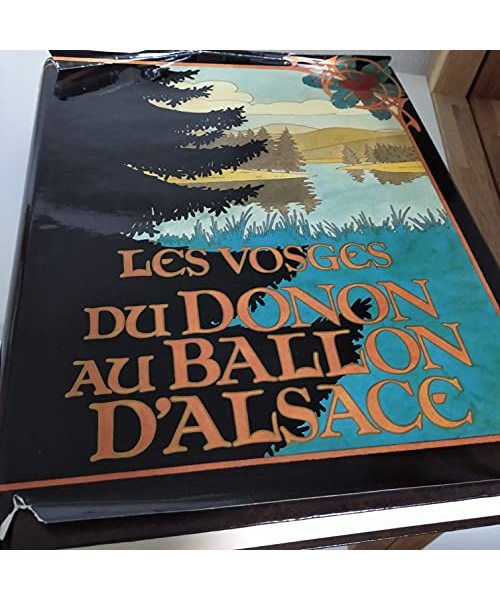 LES VOSGES
DU DONON
AU BALLON
D'ALSACE